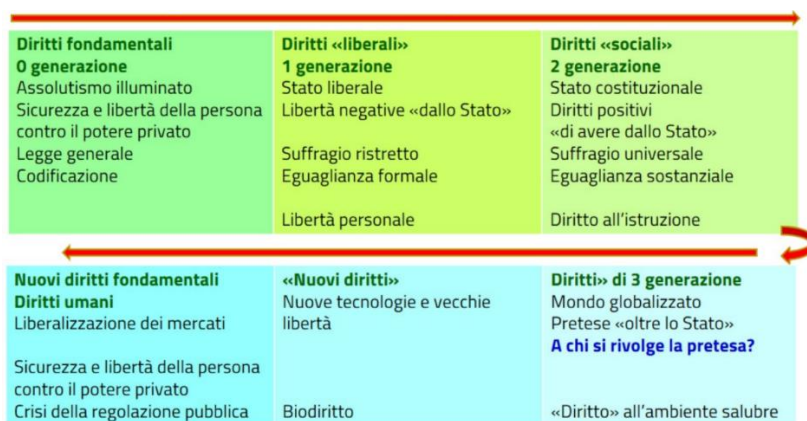 Diritti fondamentali
0 generazione
Assolutismo illuminato
Sicurezza e libertà della persona
contro il potere privato
Legge generale
Codificazione
Diritti «liberali»
1 generazione
Stato liberale
Libertà negative «dallo Stato»
Suffragio ristretto
Eguaglianza formale
Libertà personale
Diritti «sociali»
2 generazione
Stato costituzionale
Diritti positivi
«di avere dallo Stato»
Suffragio universale
Eguaglianza sostanziale
Diritto all'istruzione
Nuovi diritti fondamentali
Diritti umani
Liberalizzazione dei mercati
Sicurezza e libertà della persona
contro il potere privato
Crisi della regolazione pubblica
«Nuovi diritti»
Nuove tecnologie e vecchie
libertà
Biodiritto
Diritti» di 3 generazione
Mondo globalizzato
Pretese «oltre lo Stato»
A chi si rivolge la pretesa?
«Diritto» all'ambiente salubre